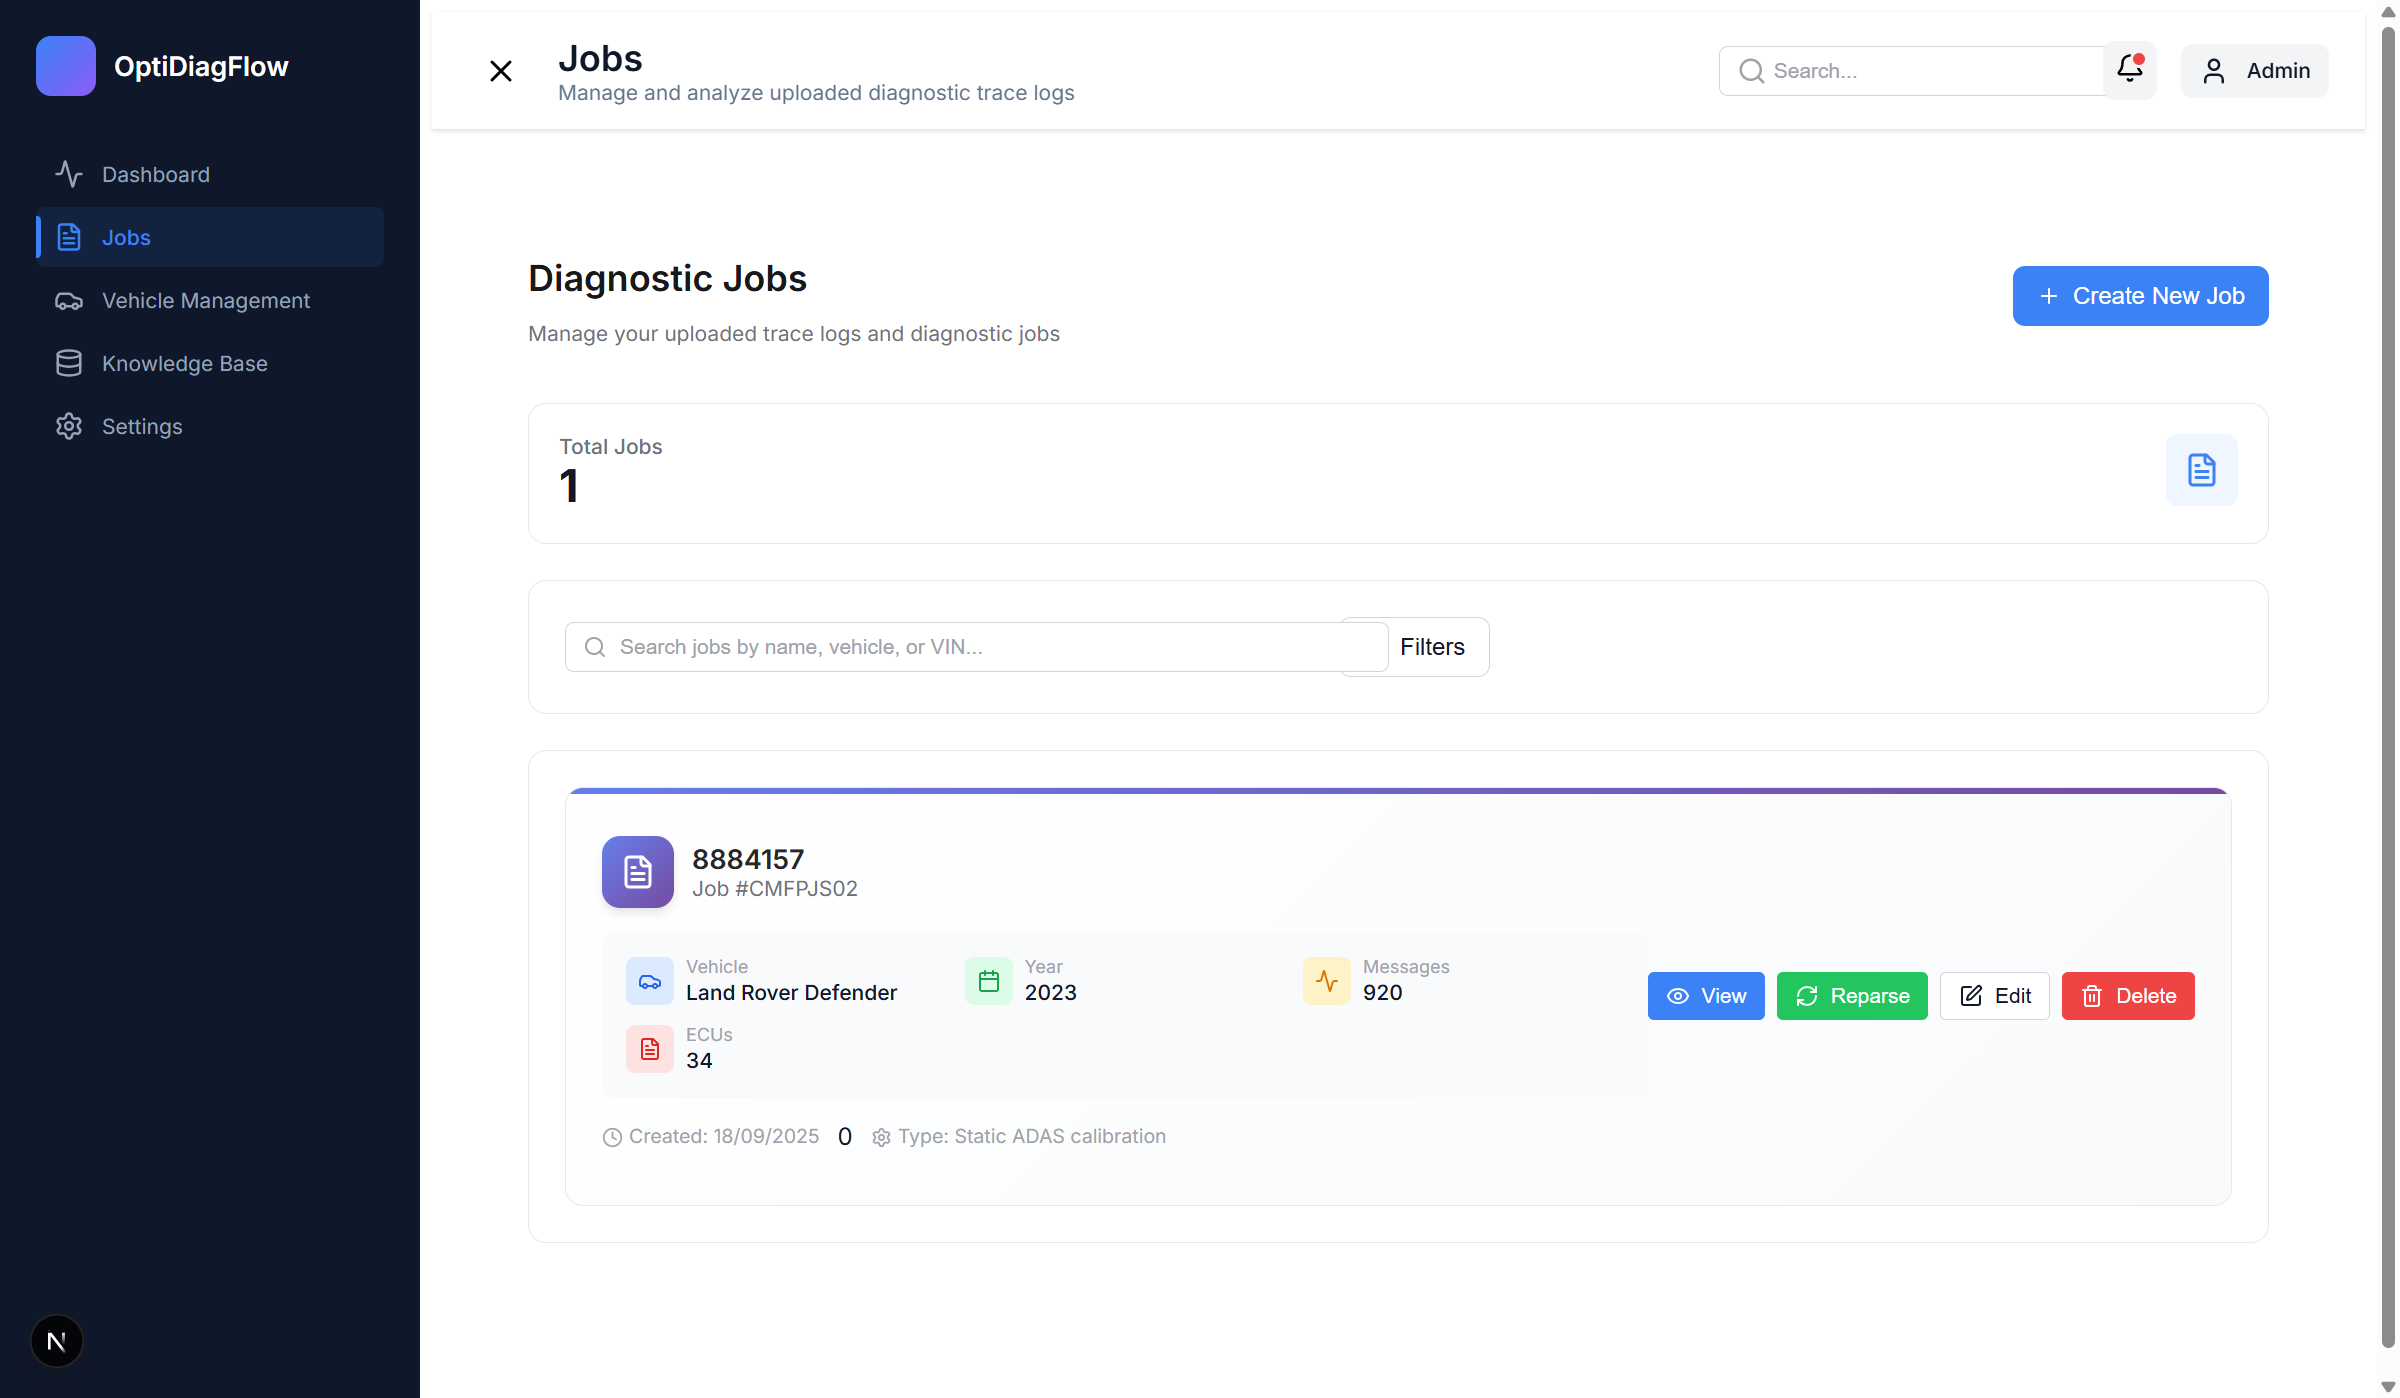 OptiDiagFlow
Dashboard
Jobs
Vehicle Management
Knowledge Base
Settings
N
Jobs
Manage and analyze uploaded diagnostic trace logs
Search...
Admin
Diagnostic Jobs
Manage your uploaded trace logs and diagnostic jobs
Create New Job
Total Jobs
1
Search jobs by name, vehicle, or VIN...
Filters
8884157
Job #CMFPJS02
Vehicle
Land Rover Defender
Year
2023
Messages
920
ECUs
34
View
Reparse
Edit
Delete
Created: 18/09/2025 0 Type: Static ADAS calibration